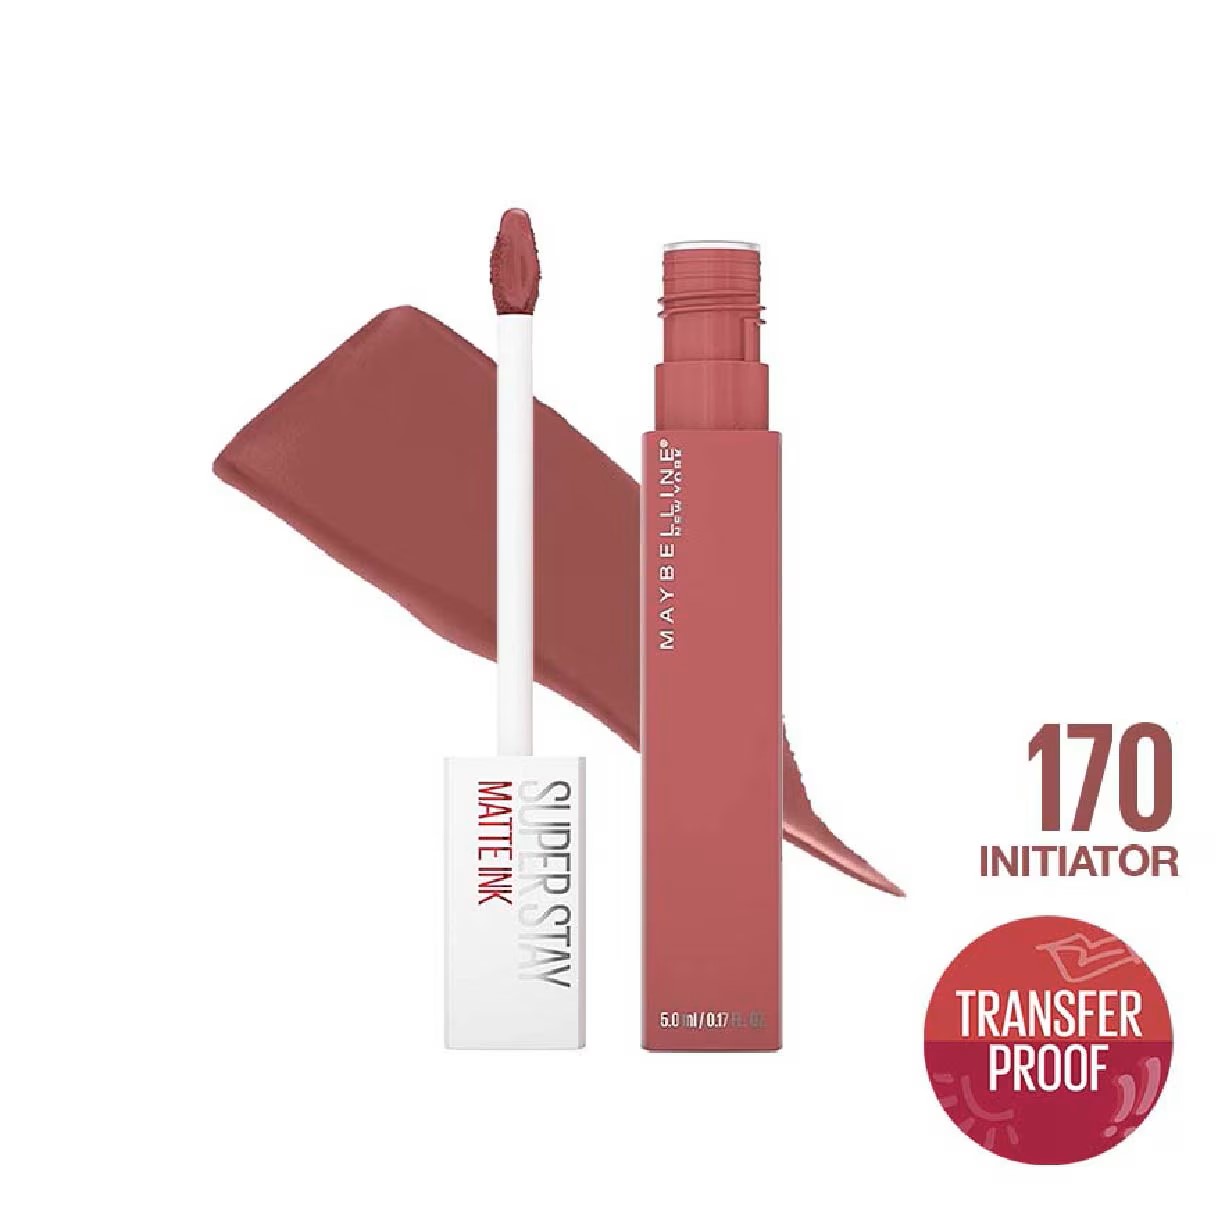 MAYBELLINE®
NEW YORK
SUPER STAY
MATTE INK
5.0 ml / 0.17 FL. OZ.
170
INITIATOR
TRANSFER
PROOF